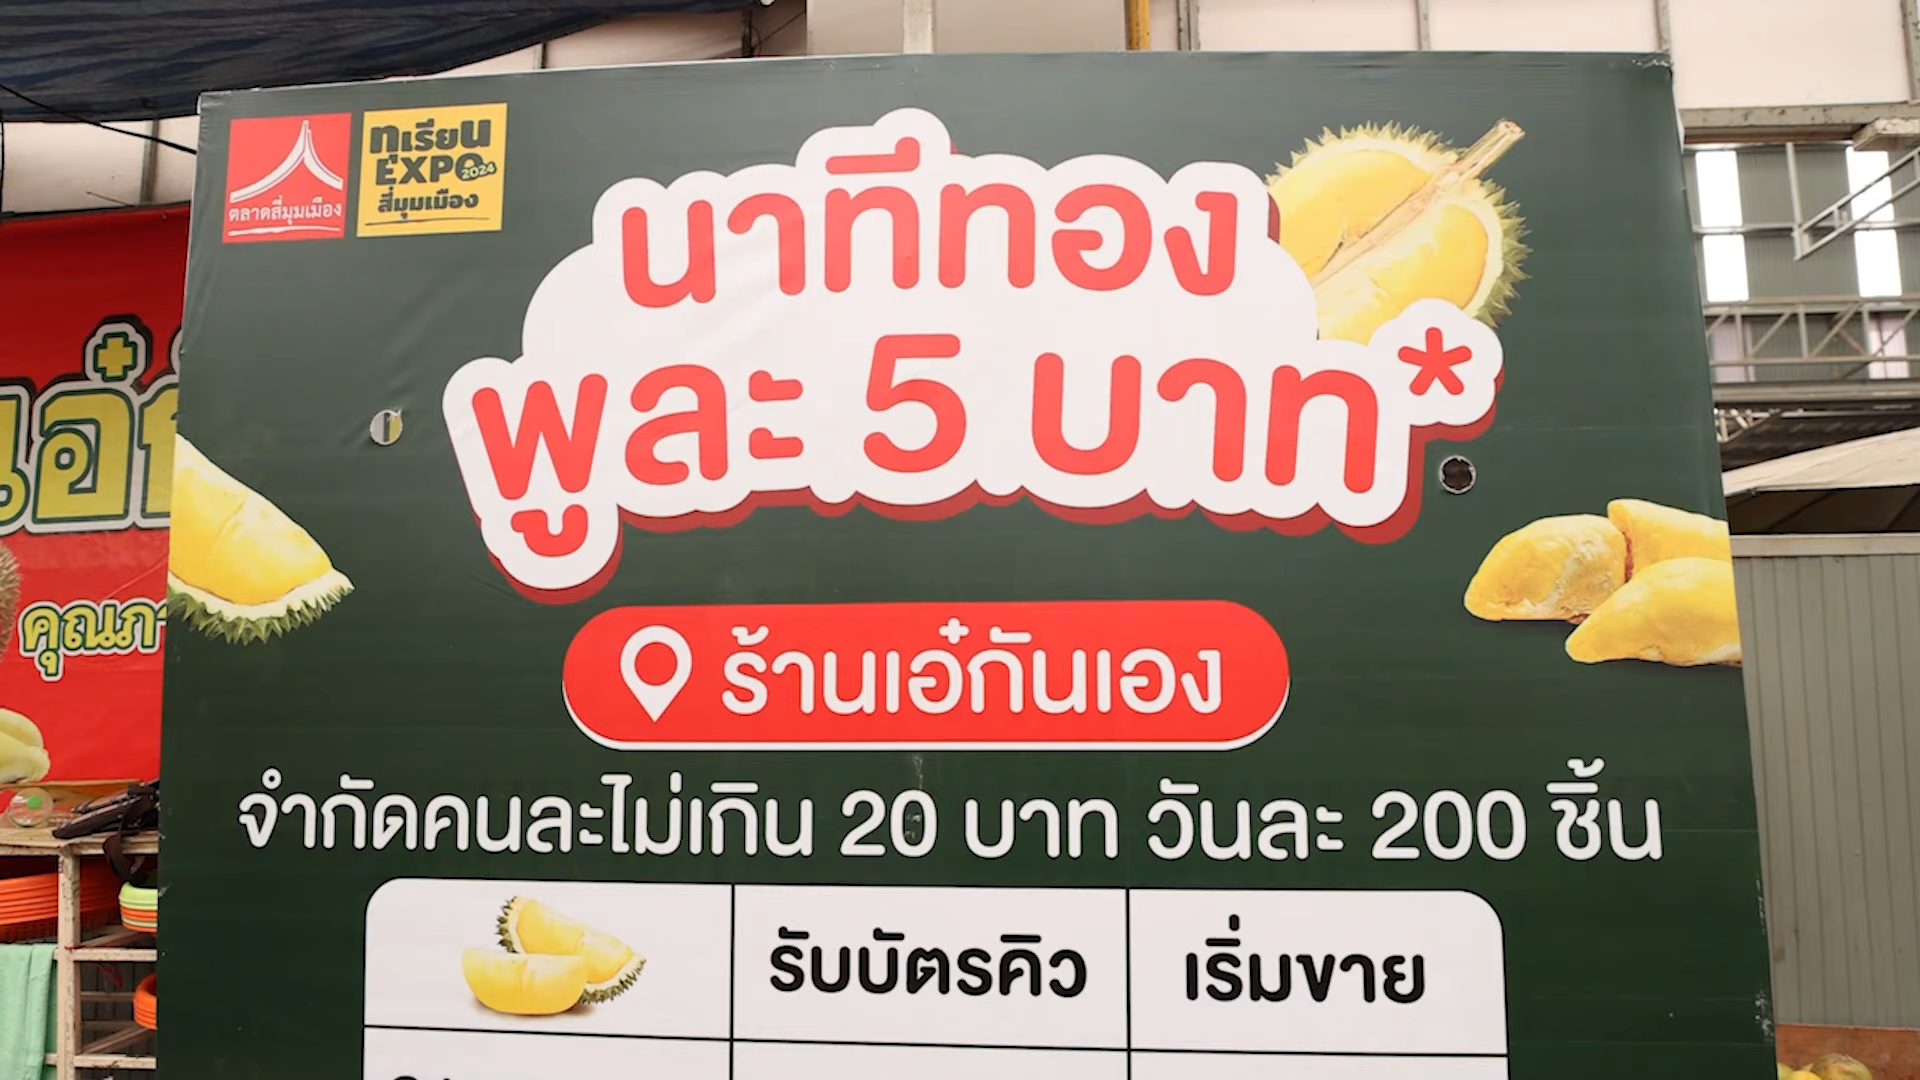 ตลาดสี่มุมเมือง
ทุเรียน
EXPO 2024
สี่มุมเมือง
นาทีทอง
พูละ 5 บาท*
ร้านเอ๋กันเอง
จำกัดคนละไม่เกิน 20 บาท วันละ 200 ชิ้น
รับบัตรคิว
เริ่มขาย